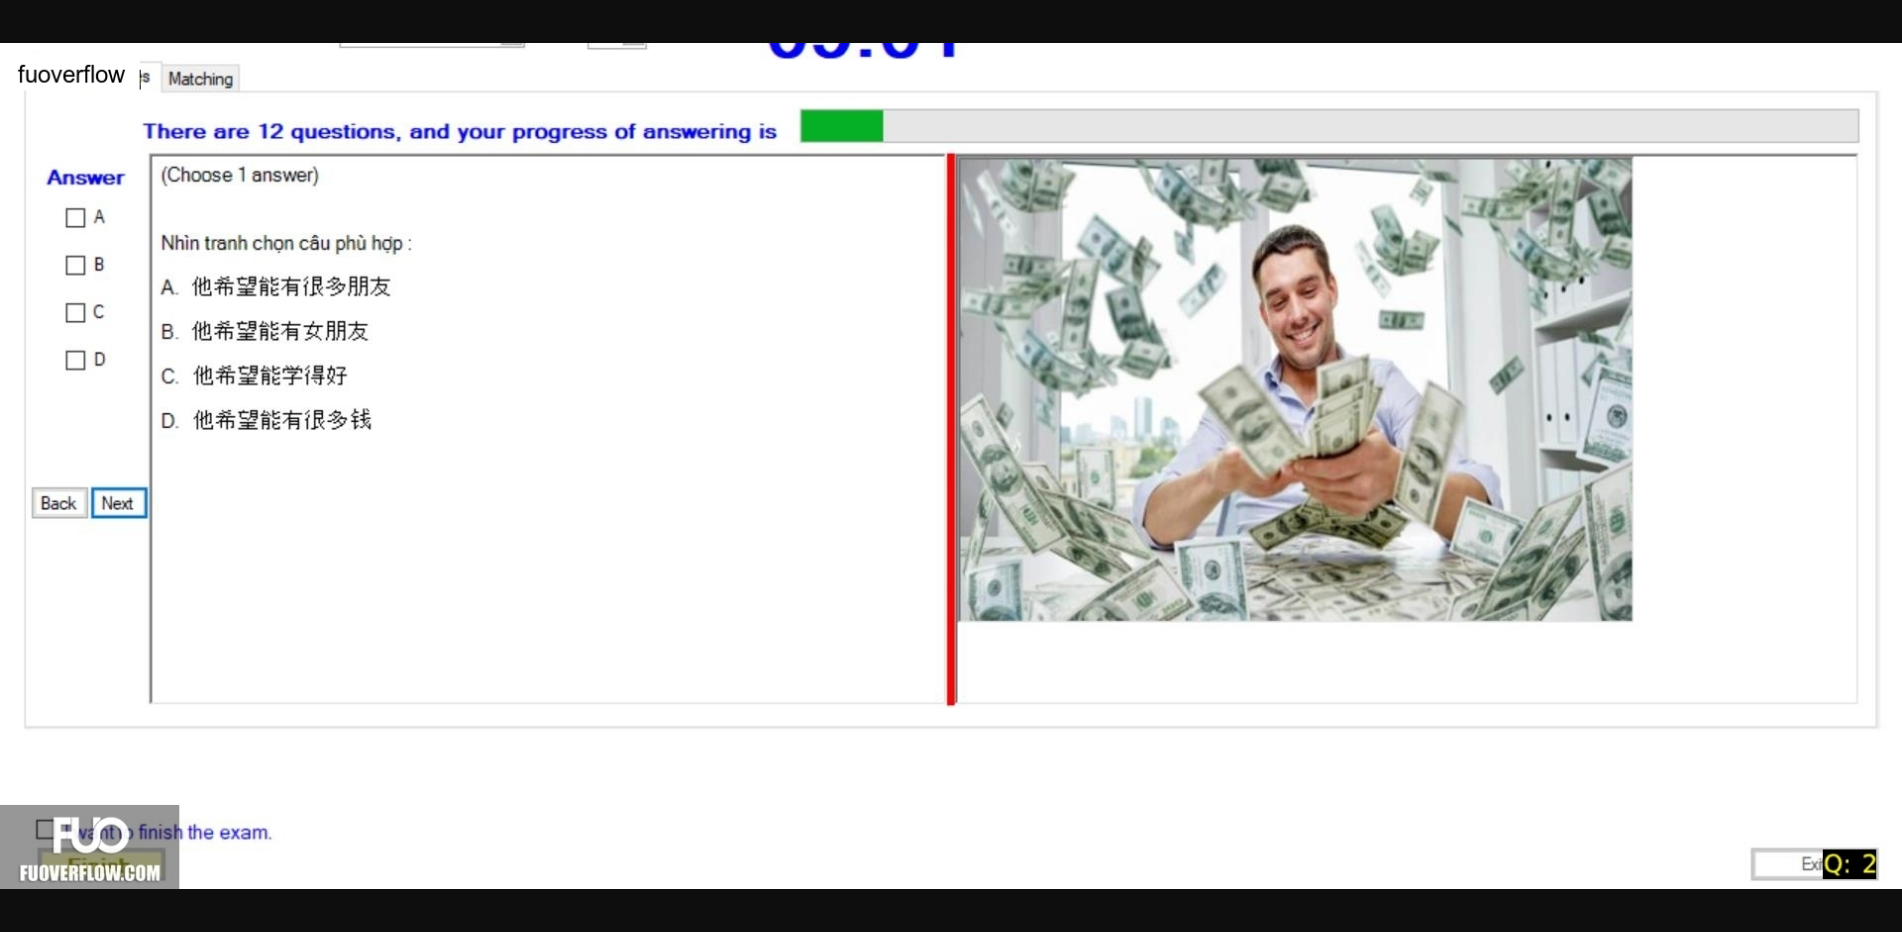 fuoverflow
Matching
There are 12 questions, and your progress of answering is
Answer
A
B
C
D
Back
Next
(Choose 1 answer)
Nhìn tranh chọn câu phù hợp :
A. 他希望能有很多朋友
B. 他希望能有女朋友
C. 他希望能学得好
D. 他希望能有很多钱
want to finish the exam.
FUO
FUOVERFLOW.COM
Q: 2